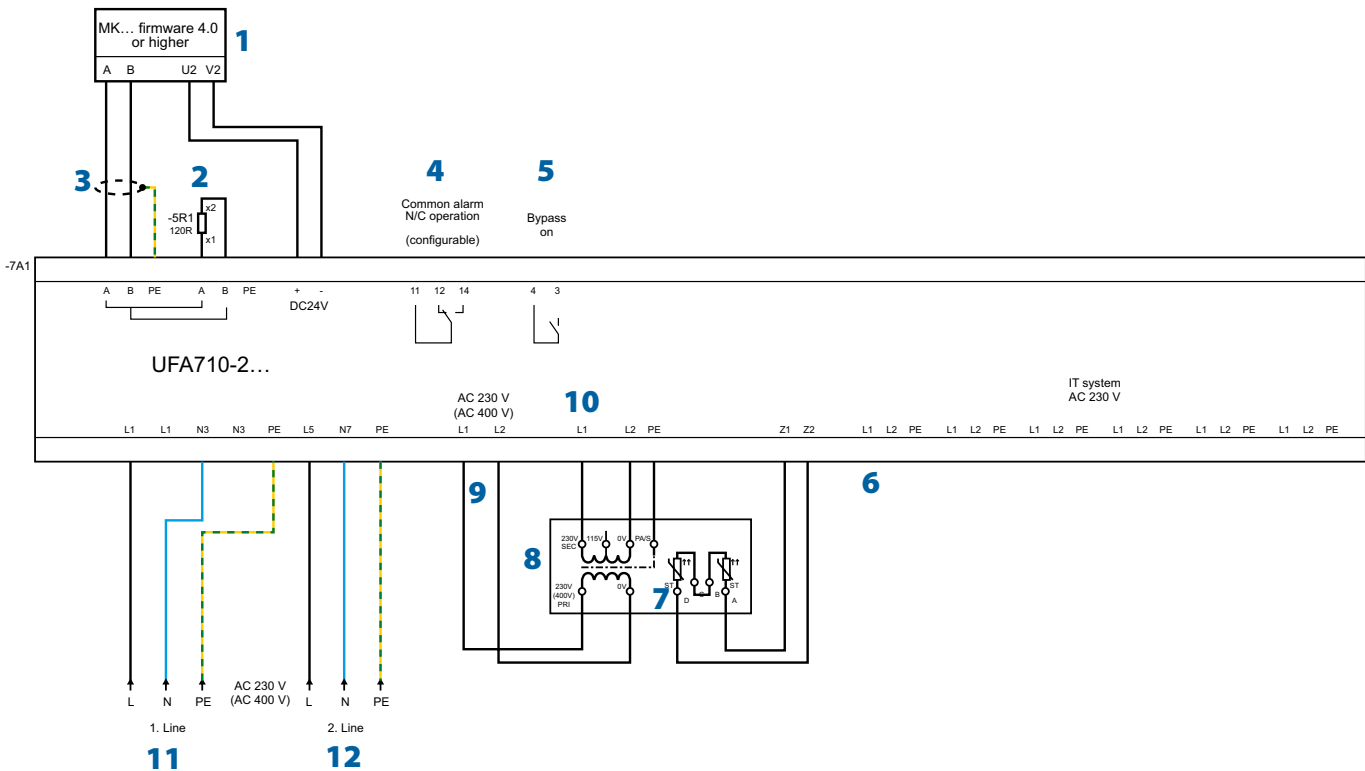 MK... firmware 4.0
or higher
1
A B U2 V2
3
2
x2
-5R1
120R
x1
4
Common alarm
N/C operation
(configurable)
5
Bypass
on
-7A1
A B PE A B PE + - 11 12 14 4 3
DC24V
UFA710-2...
AC 230 V
(AC 400 V)
10
IT system
AC 230 V
L1 L1 N3 N3 PE L5 N7 PE L1 L2 L1 L2 PE Z1 Z2 L1 L2 PE L1 L2 PE L1 L2 PE L1 L2 PE L1 L2 PE L1 L2 PE
9
6
8
230V
SEC
115V 0V PA/S
230V
(400V)
PRI
0V
7
ST ST
D C B A
AC 230 V
(AC 400 V)
L N PE L N PE
1. Line 2. Line
11 12